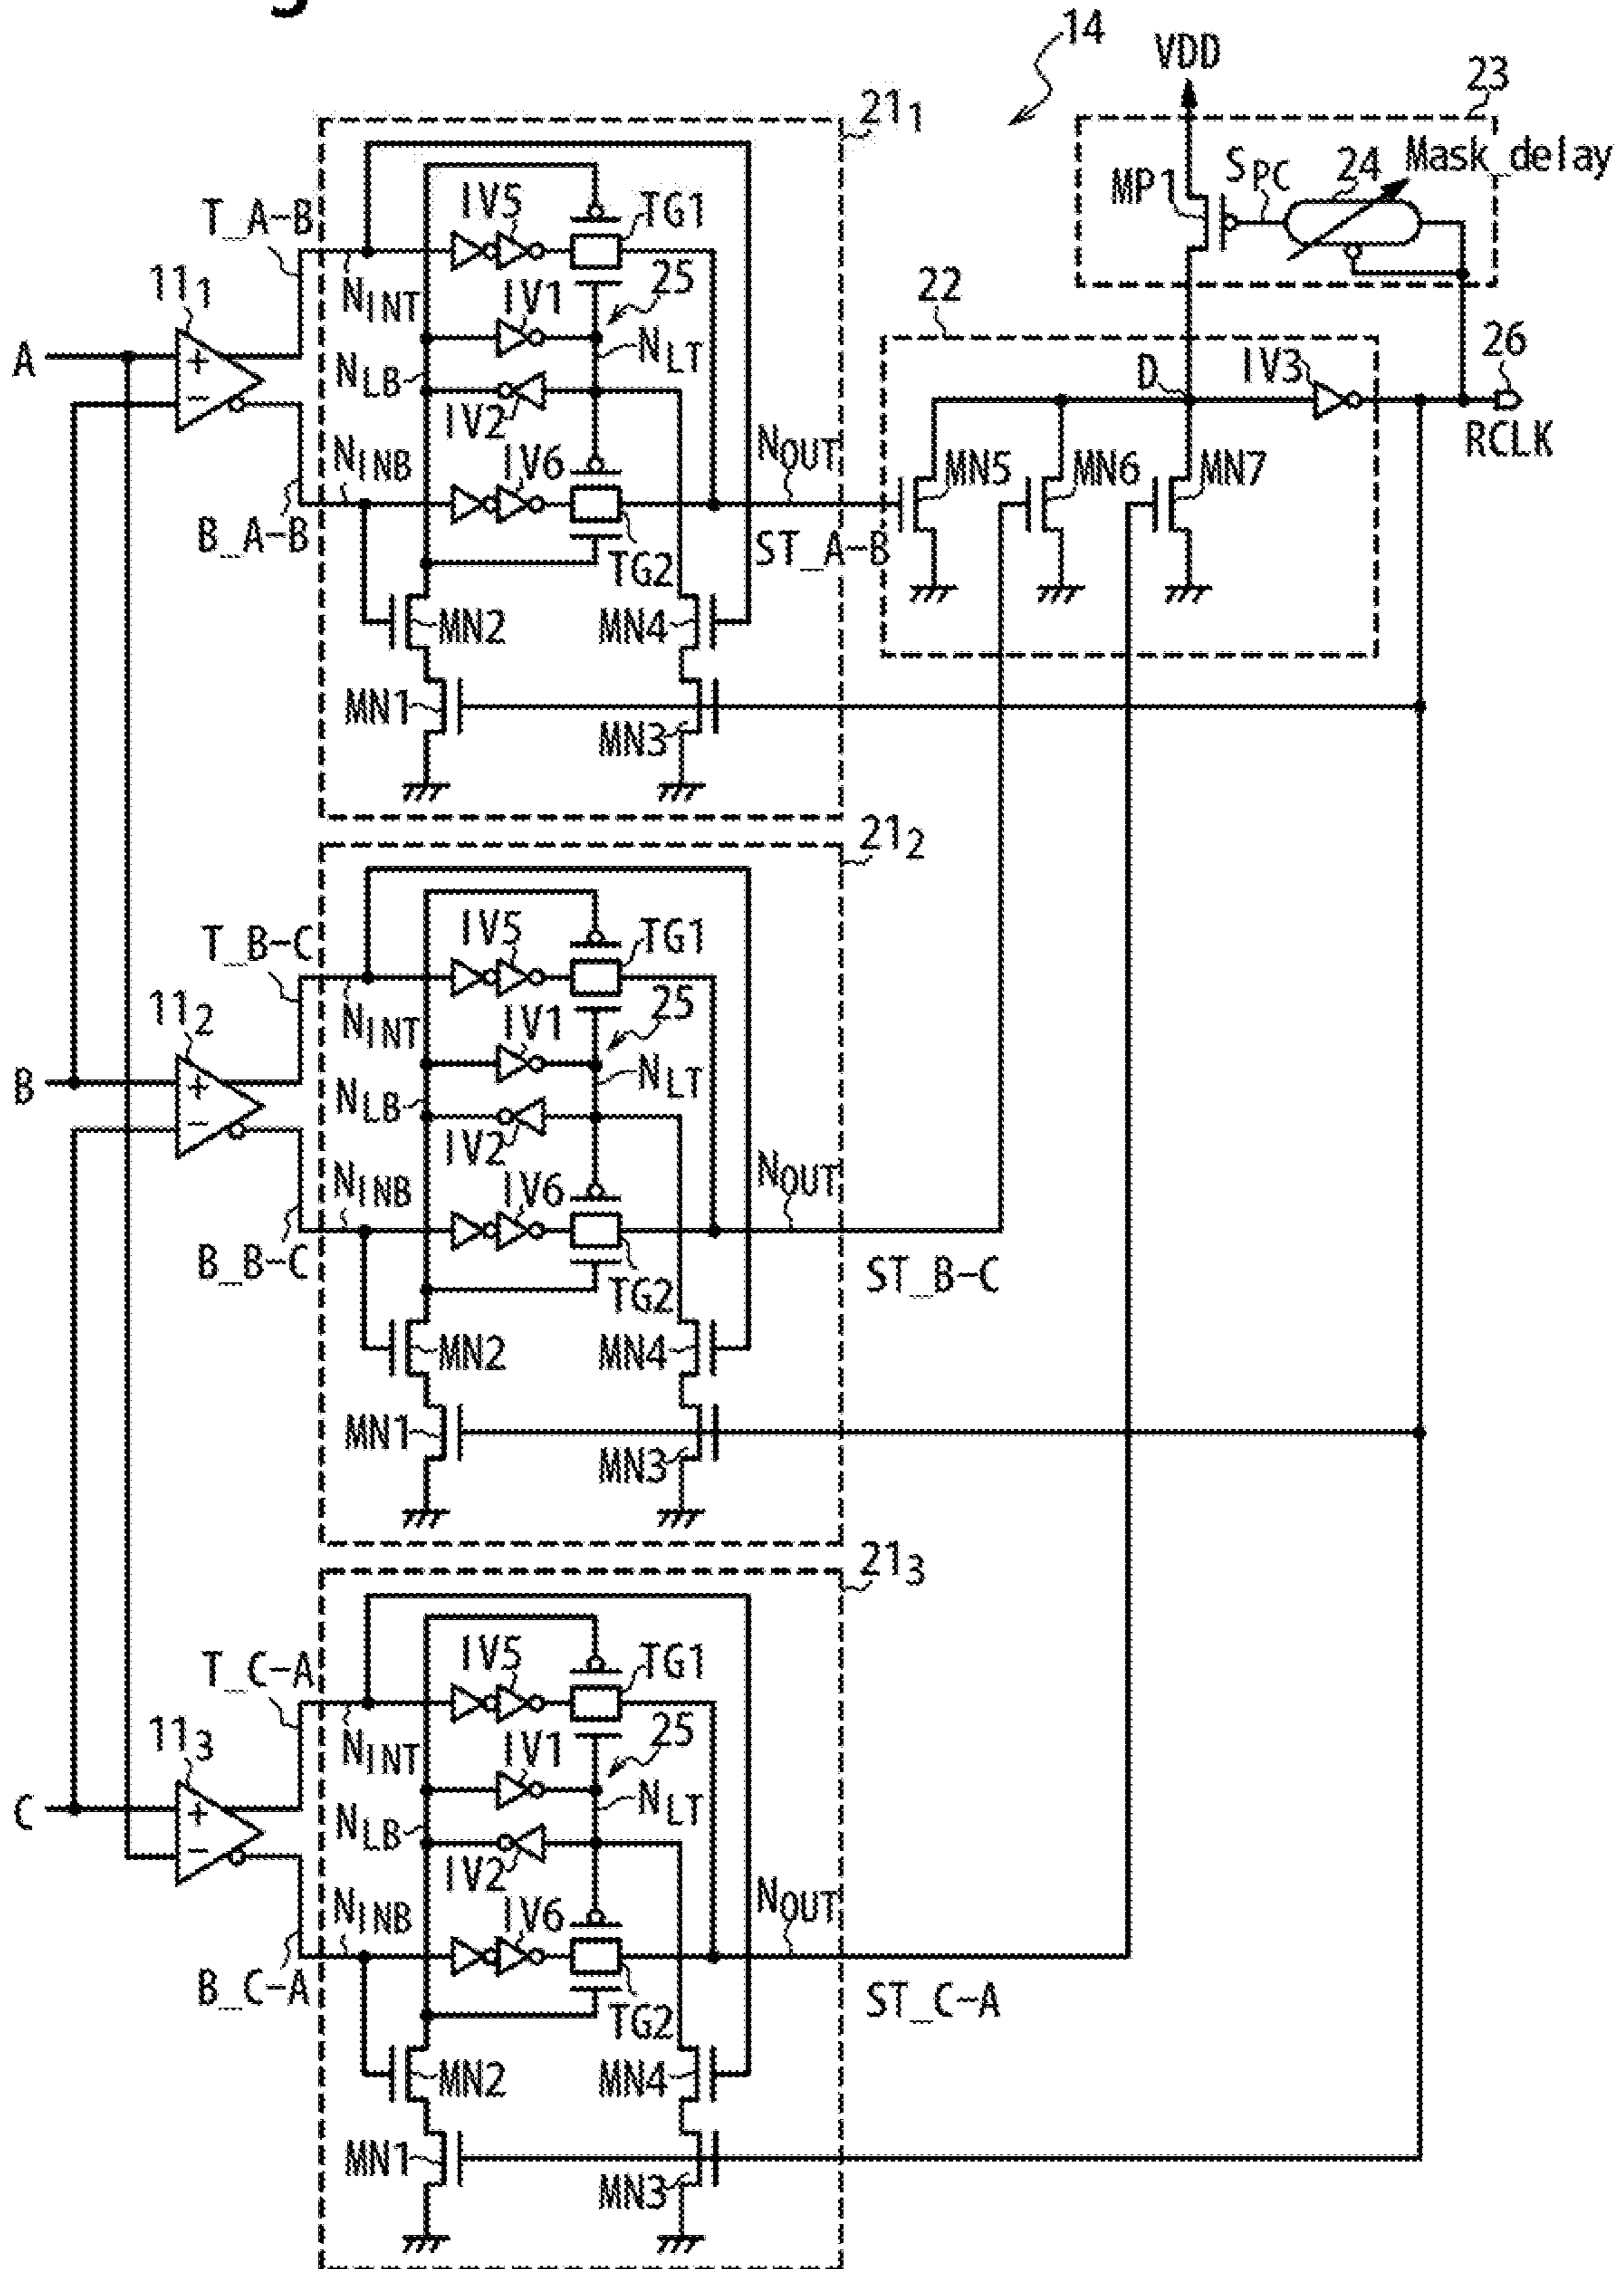 14
VDD
23
21₁
S_PC
24
Mask_delay
MP1
T_A-B
IV5
TG1
11₁
N_INT
IV1
25
22
26
A
N_LB
N_LT
D
IV3
IV2
RCLK
N_INB
IV6
N_OUT
MN5
MN6
MN7
B_A-B
TG2
ST_A-B
MN2
MN4
MN1
MN3
21₂
T_B-C
IV5
TG1
11₂
N_INT
IV1
25
B
N_LB
N_LT
IV2
N_INB
IV6
N_OUT
B_B-C
TG2
ST_B-C
MN2
MN4
MN1
MN3
21₃
T_C-A
IV5
TG1
11₃
N_INT
IV1
25
C
N_LB
N_LT
IV2
N_INB
IV6
N_OUT
B_C-A
TG2
ST_C-A
MN2
MN4
MN1
MN3